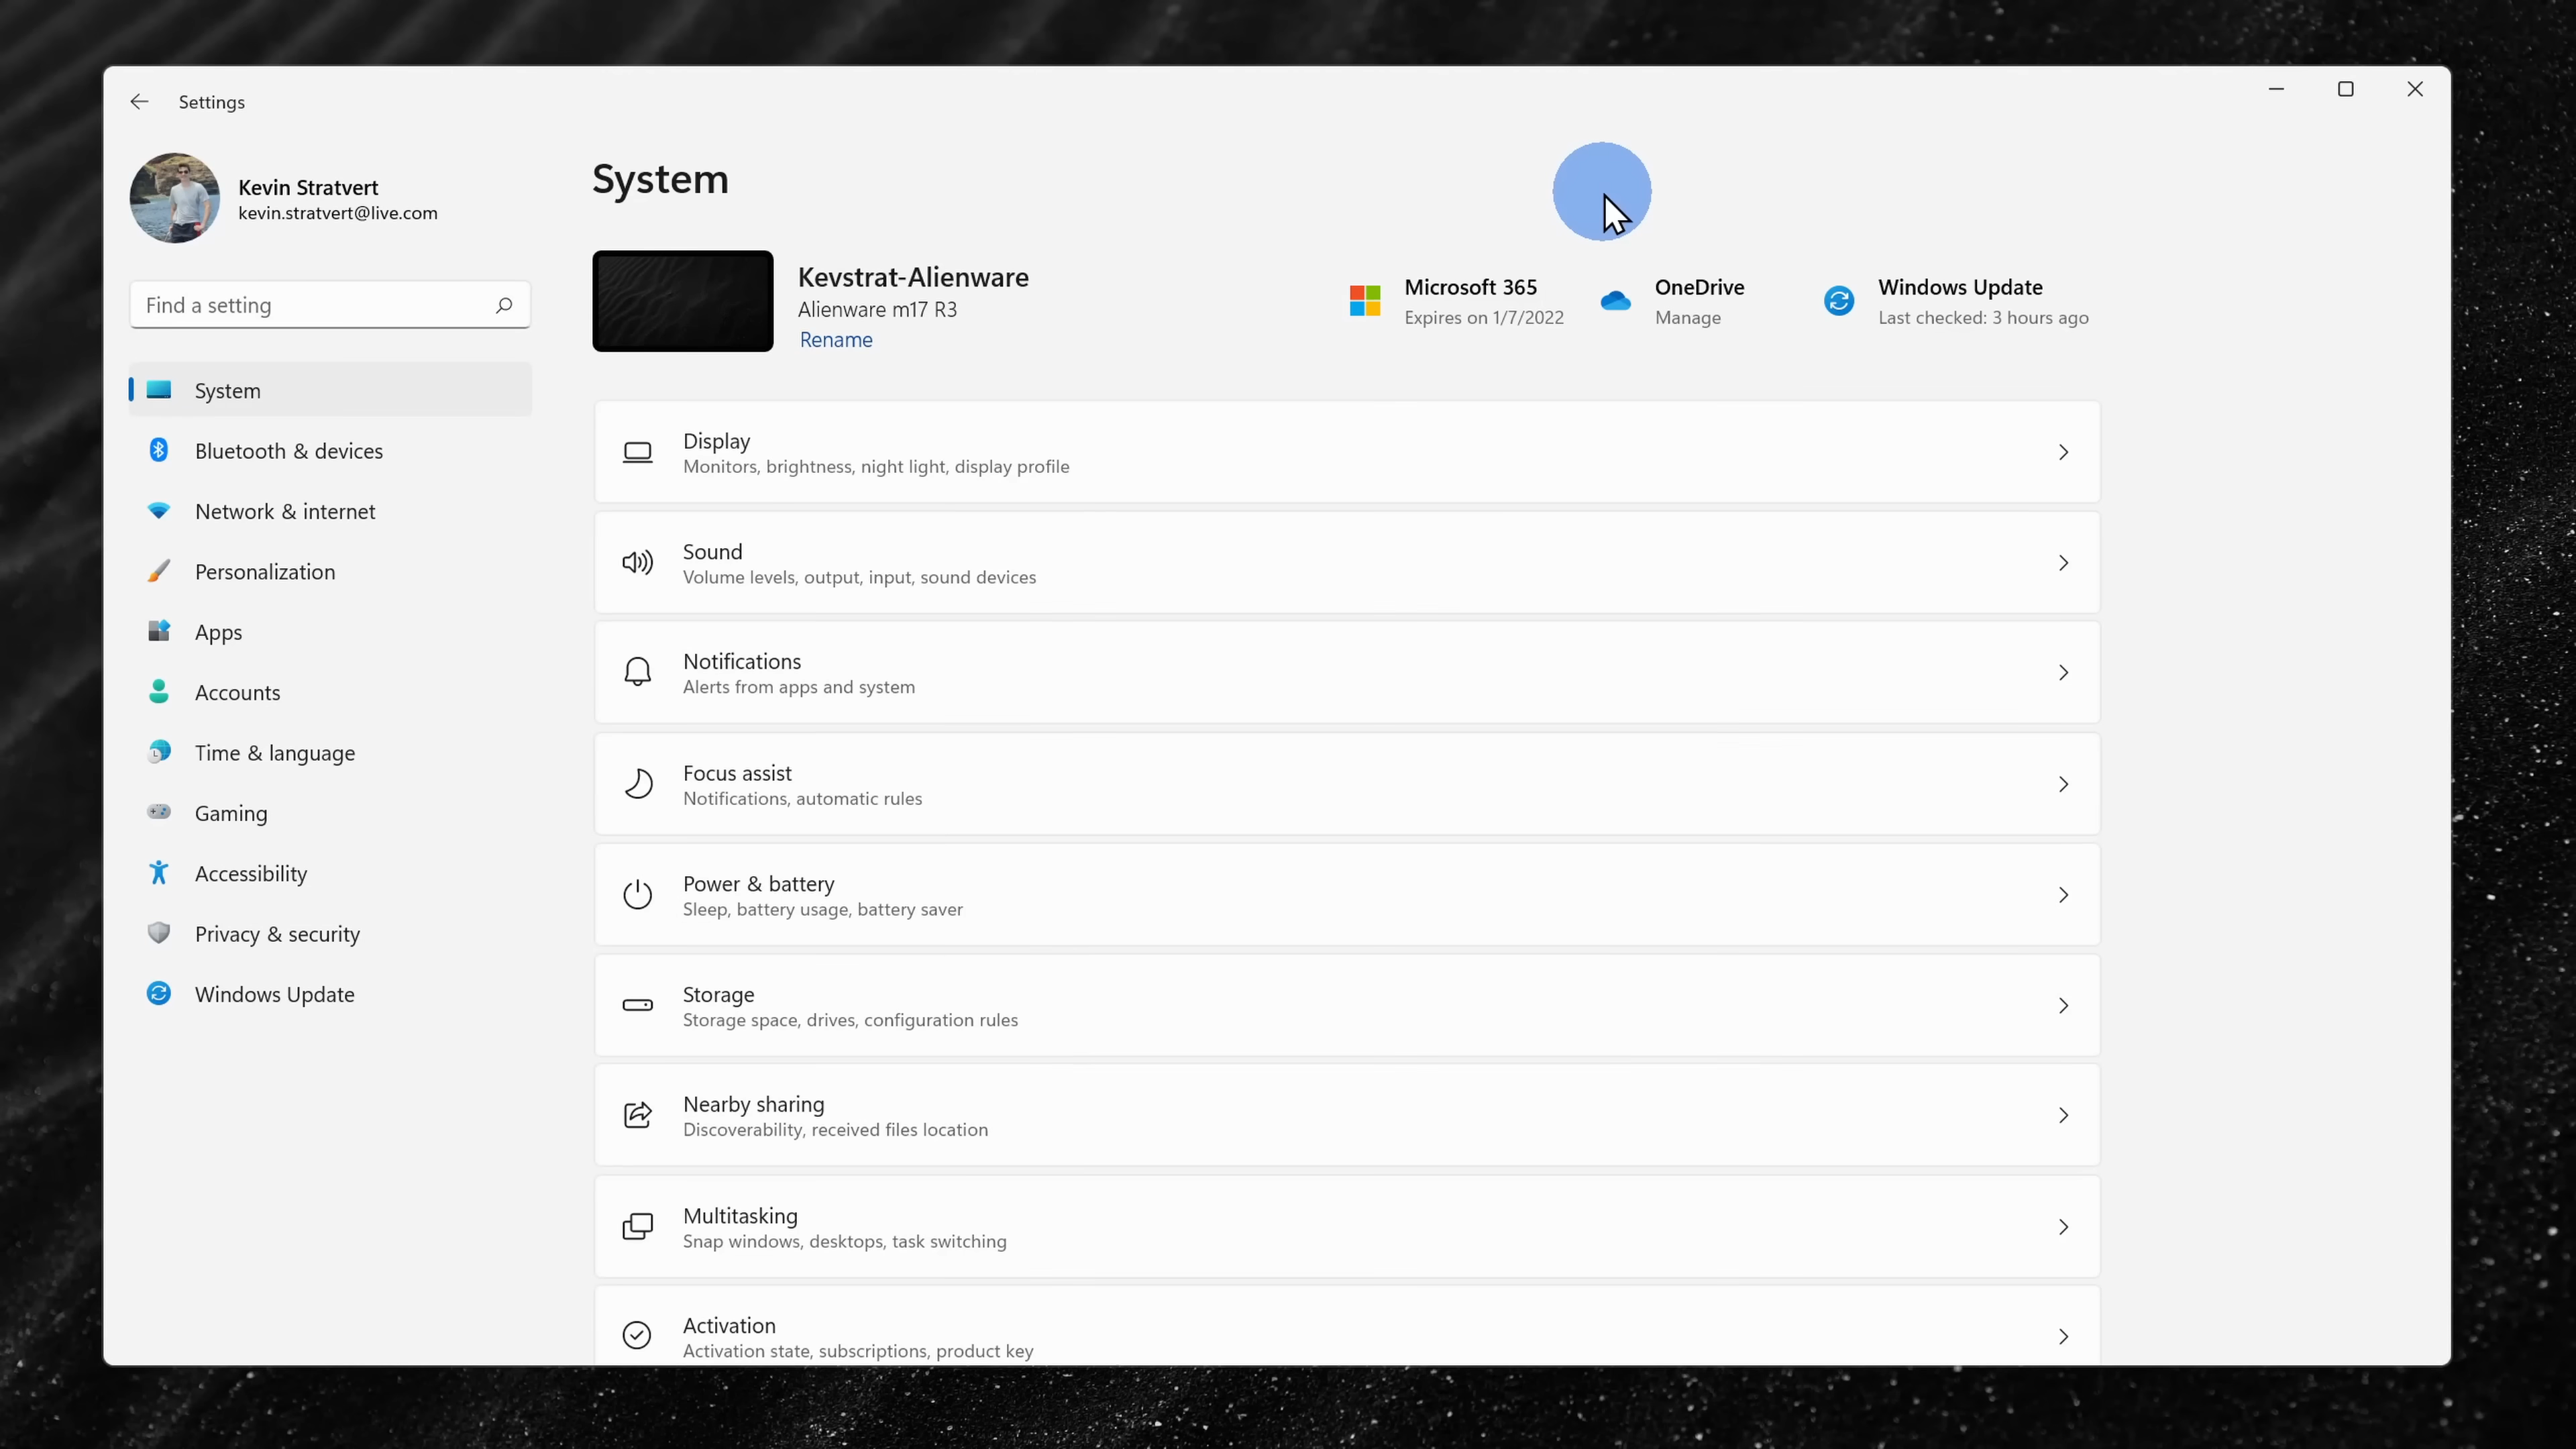 Settings
Kevin Stratvert
kevin.stratvert@live.com
Find a setting
System
Bluetooth & devices
Network & internet
Personalization
Apps
Accounts
Time & language
Gaming
Accessibility
Privacy & security
Windows Update
System
Kevstrat-Alienware
Alienware m17 R3
Rename
Microsoft 365
Expires on 1/7/2022
OneDrive
Manage
Windows Update
Last checked: 3 hours ago
Display
Monitors, brightness, night light, display profile
Sound
Volume levels, output, input, sound devices
Notifications
Alerts from apps and system
Focus assist
Notifications, automatic rules
Power & battery
Sleep, battery usage, battery saver
Storage
Storage space, drives, configuration rules
Nearby sharing
Discoverability, received files location
Multitasking
Snap windows, desktops, task switching
Activation
Activation state, subscriptions, product key